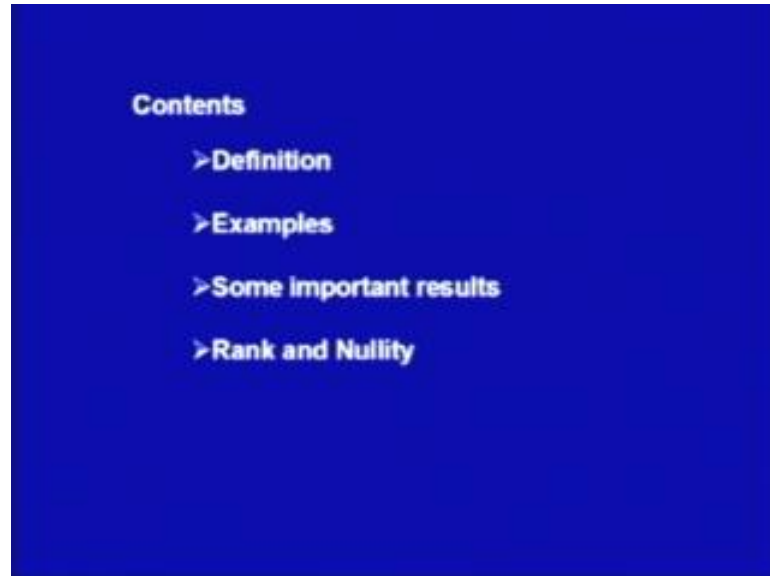 Contents
➢Definition
➢Examples
➢Some important results
➢Rank and Nullity